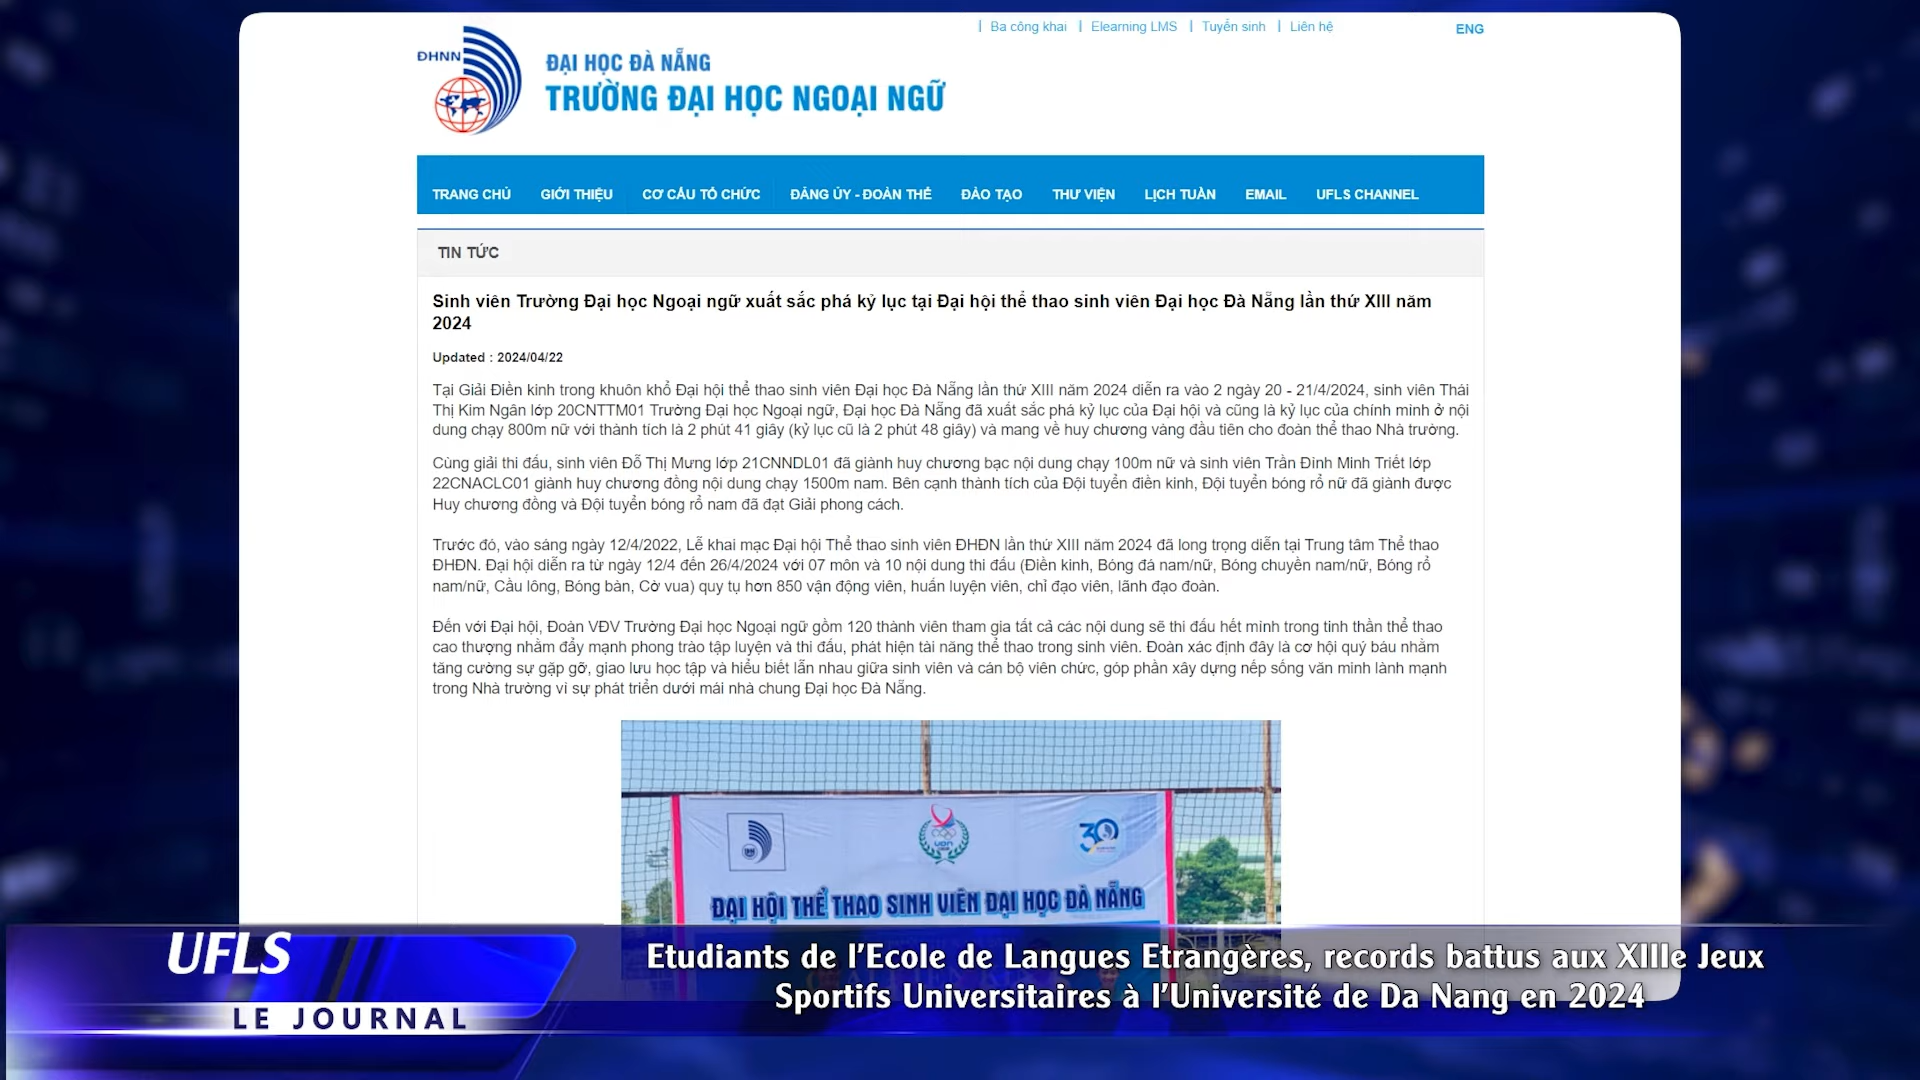 Ba công khai | Elearning LMS | Tuyển sinh | Liên hệ
ENG
ĐHNN
ĐẠI HỌC ĐÀ NẴNG
TRƯỜNG ĐẠI HỌC NGOẠI NGỮ
TRANG CHỦ GIỚI THIỆU CƠ CẤU TỔ CHỨC ĐẢNG ỦY - ĐOÀN THỂ ĐÀO TẠO THƯ VIỆN LỊCH TUẦN EMAIL UFLS CHANNEL
TIN TỨC
Sinh viên Trường Đại học Ngoại ngữ xuất sắc phá kỷ lục tại Đại hội thể thao sinh viên Đại học Đà Nẵng lần thứ XIII năm
2024
Updated : 2024/04/22
Tại Giải Điền kinh trong khuôn khổ Đại hội thể thao sinh viên Đại học Đà Nẵng lần thứ XIII năm 2024 diễn ra vào 2 ngày 20 - 21/4/2024, sinh viên Thái
Thị Kim Ngân lớp 20CNTTM01 Trường Đại học Ngoại ngữ, Đại học Đà Nẵng đã xuất sắc phá kỷ lục của Đại hội và cũng là kỷ lục của chính mình ở nội
dung chạy 800m nữ với thành tích là 2 phút 41 giây (kỷ lục cũ là 2 phút 48 giây) và mang về huy chương vàng đầu tiên cho đoàn thể thao Nhà trường.
Cùng giải thi đấu, sinh viên Đỗ Thị Mưng lớp 21CNNDL01 đã giành huy chương bạc nội dung chạy 100m nữ và sinh viên Trần Đình Minh Triết lớp
22CNACLC01 giành huy chương đồng nội dung chạy 1500m nam. Bên cạnh thành tích của Đội tuyển điền kinh, Đội tuyển bóng rổ nữ đã giành được
Huy chương đồng và Đội tuyển bóng rổ nam đã đạt Giải phong cách.
Trước đó, vào sáng ngày 12/4/2022, Lễ khai mạc Đại hội Thể thao sinh viên ĐHĐN lần thứ XIII năm 2024 đã long trọng diễn tại Trung tâm Thể thao
ĐHĐN. Đại hội diễn ra từ ngày 12/4 đến 26/4/2024 với 07 môn và 10 nội dung thi đấu (Điền kinh, Bóng đá nam/nữ, Bóng chuyền nam/nữ, Bóng rổ
nam/nữ, Cầu lông, Bóng bàn, Cờ vua) quy tụ hơn 850 vận động viên, huấn luyện viên, chỉ đạo viên, lãnh đạo đoàn.
Đến với Đại hội, Đoàn VĐV Trường Đại học Ngoại ngữ gồm 120 thành viên tham gia tất cả các nội dung sẽ thi đấu hết mình trong tinh thần thể thao
cao thượng nhằm đẩy mạnh phong trào tập luyện và thi đấu, phát hiện tài năng thể thao trong sinh viên. Đoàn xác định đây là cơ hội quý báu nhằm
tăng cường sự gặp gỡ, giao lưu học tập và hiểu biết lẫn nhau giữa sinh viên và cán bộ viên chức, góp phần xây dựng nếp sống văn minh lành mạnh
trong Nhà trường vì sự phát triển dưới mái nhà chung Đại học Đà Nẵng.
UDN
30
ĐẠI HỘI THỂ THAO SINH VIÊN ĐẠI HỌC ĐÀ NẴNG
UFLS
LE JOURNAL
Etudiants de l'Ecole de Langues Etrangères, records battus aux XIIIe Jeux
Sportifs Universitaires à l'Université de Da Nang en 2024